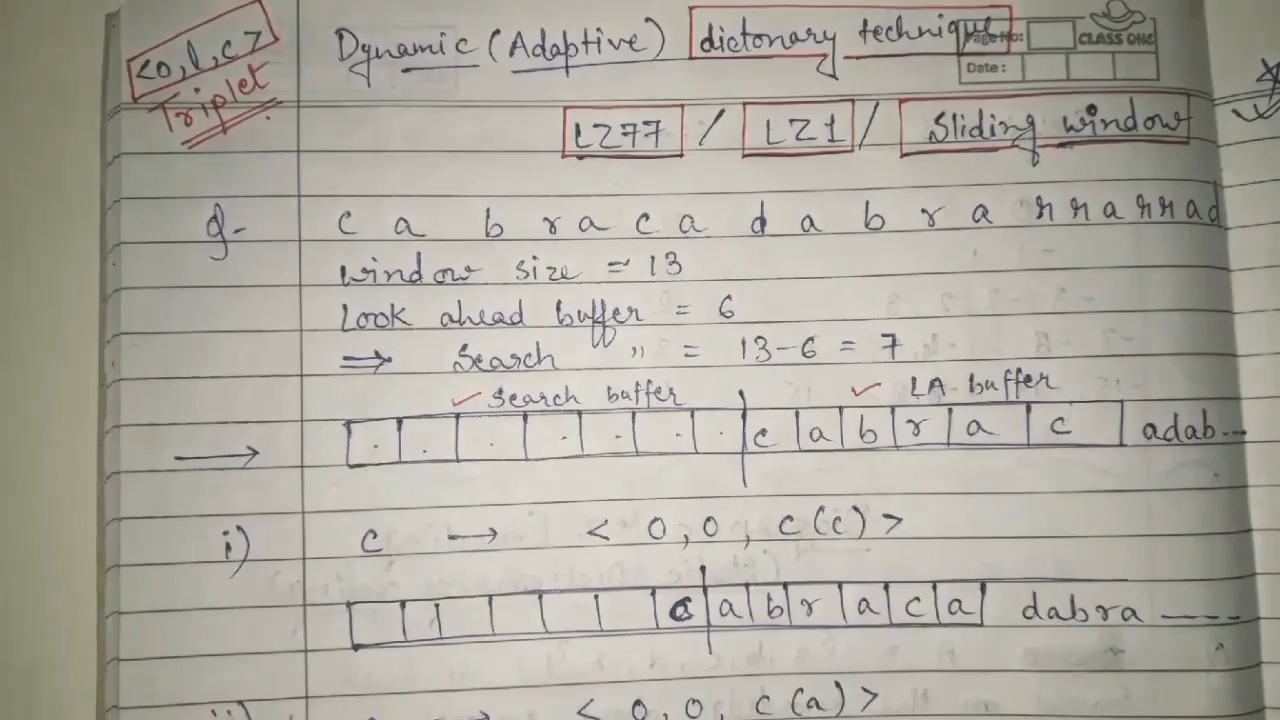 <o, l, c>
Triplet
Dynamic (Adaptive) dictonary technique
Page No:
CLASS ONE
Date:
LZ77 / LZ1 / Sliding window
Q- c a b r a c a d a b r a r r a r r a d
window size = 13
Look ahead buffer = 6
⇒ Search " = 13-6 = 7
✓ Search buffer ✓ LA buffer
→ . . . . . . . c a b r a c adab--
i) c → < 0, 0, c(c) >
c a b r a c a dabra ----
ii) → < 0, 0, c(a) >